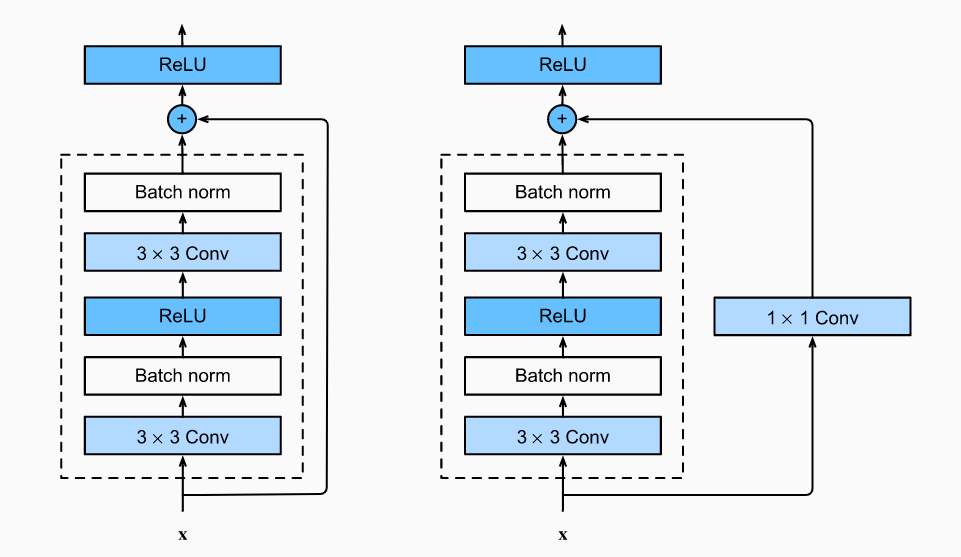 ReLU
+
Batch norm
3 × 3 Conv
ReLU
Batch norm
3 × 3 Conv
x
ReLU
+
Batch norm
3 × 3 Conv
ReLU
1 × 1 Conv
Batch norm
3 × 3 Conv
x